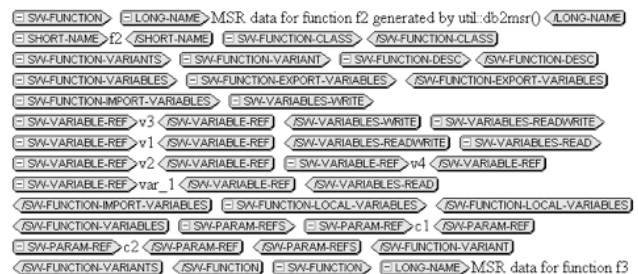 SW-FUNCTION LONG-NAME MSR data for function f2 generated by util::db2msr() /LONG-NAME
SHORT-NAME f2 /SHORT-NAME SW-FUNCTION-CLASS /SW-FUNCTION-CLASS
SW-FUNCTION-VARIANTS SW-FUNCTION-VARIANT SW-FUNCTION-DESC /SW-FUNCTION-DESC
SW-FUNCTION-VARIABLES SW-FUNCTION-EXPORT-VARIABLES /SW-FUNCTION-EXPORT-VARIABLES
SW-FUNCTION-IMPORT-VARIABLES SW-VARIABLES-WRITE
SW-VARIABLE-REF v3 /SW-VARIABLE-REF /SW-VARIABLES-WRITE SW-VARIABLES-READWRITE
SW-VARIABLE-REF v1 /SW-VARIABLE-REF /SW-VARIABLES-READWRITE SW-VARIABLES-READ
SW-VARIABLE-REF v2 /SW-VARIABLE-REF SW-VARIABLE-REF v4 /SW-VARIABLE-REF
SW-VARIABLE-REF var_1 /SW-VARIABLE-REF /SW-VARIABLES-READ
/SW-FUNCTION-IMPORT-VARIABLES SW-FUNCTION-LOCAL-VARIABLES /SW-FUNCTION-LOCAL-VARIABLES
/SW-FUNCTION-VARIABLES SW-PARAM-REFS SW-PARAM-REF c1 /SW-PARAM-REF
SW-PARAM-REF c2 /SW-PARAM-REF /SW-PARAM-REFS /SW-FUNCTION-VARIANT
/SW-FUNCTION-VARIANTS /SW-FUNCTION SW-FUNCTION LONG-NAME MSR data for function f3